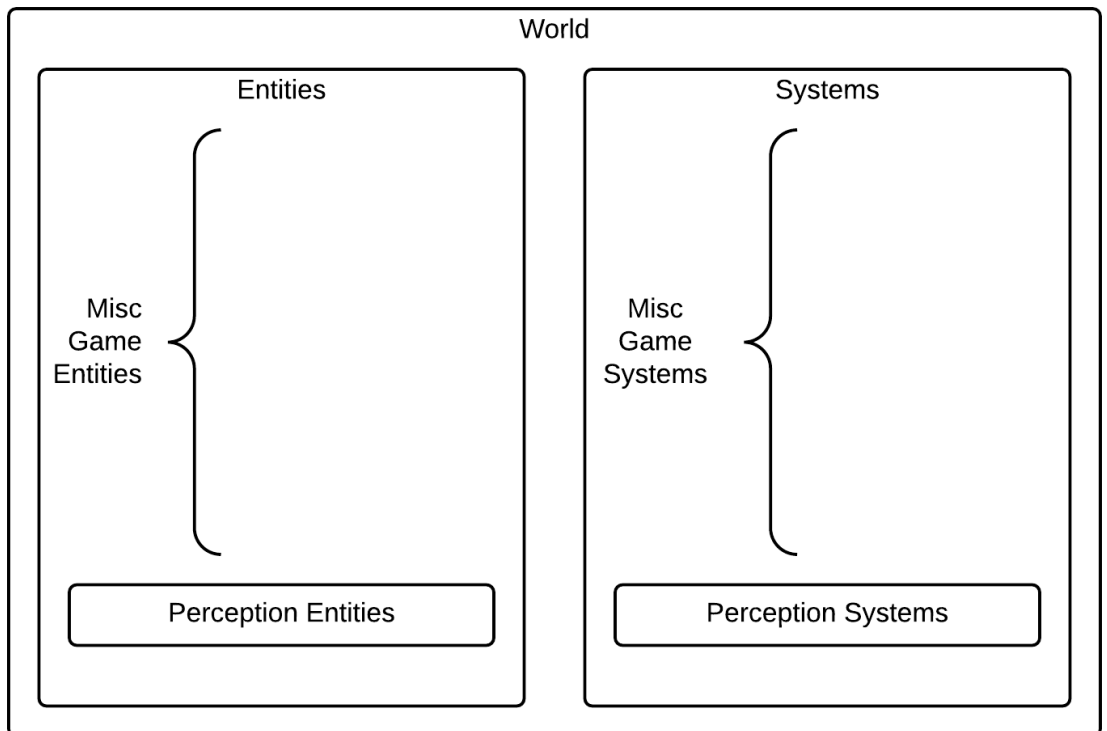 World
Entities
Misc
Game
Entities
Perception Entities
Systems
Misc
Game
Systems
Perception Systems